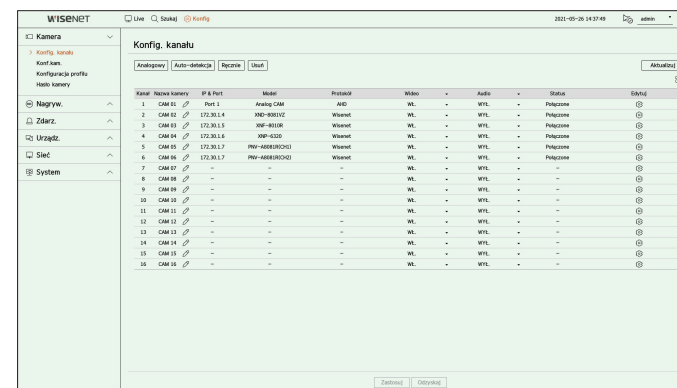 WISENET Live Szukaj Konfig 2021-05-26 14:37:49 admin
Kamera
Konfig. kanału
Konf.kam.
Konfiguracja profilu
Hasło kamery
Nagryw.
Zdarz.
Urządz.
Sieć
System
Konfig. kanału
Analogowy Auto-detekcja Ręcznie Usuń Aktualizuj
Kanał Nazwa kamery IP & Port Model Protokół Wideo Audio Status Edytuj
1 CAM 01 Port 1 Analog CAM AHD WŁ. WYŁ. Połączone
2 CAM 02 172.30.1.4 XND-8081VZ Wisenet WŁ. WYŁ. Połączone
3 CAM 03 172.30.1.5 XNF-9010R Wisenet WŁ. WYŁ. Połączone
4 CAM 04 172.30.1.6 XNP-6320 Wisenet WŁ. WYŁ. Połączone
5 CAM 05 172.30.1.7 PNV-A8081R(CH1) Wisenet WŁ. WYŁ. Połączone
6 CAM 06 172.30.1.7 PNV-A8081R(CH2) Wisenet WŁ. WYŁ. Połączone
7 CAM 07 - - - WŁ. WYŁ. -
8 CAM 08 - - - WŁ. WYŁ. -
9 CAM 09 - - - WŁ. WYŁ. -
10 CAM 10 - - - WŁ. WYŁ. -
11 CAM 11 - - - WŁ. WYŁ. -
12 CAM 12 - - - WŁ. WYŁ. -
13 CAM 13 - - - WŁ. WYŁ. -
14 CAM 14 - - - WŁ. WYŁ. -
15 CAM 15 - - - WŁ. WYŁ. -
16 CAM 16 - - - WŁ. WYŁ. -
Zastosuj Odzyskaj